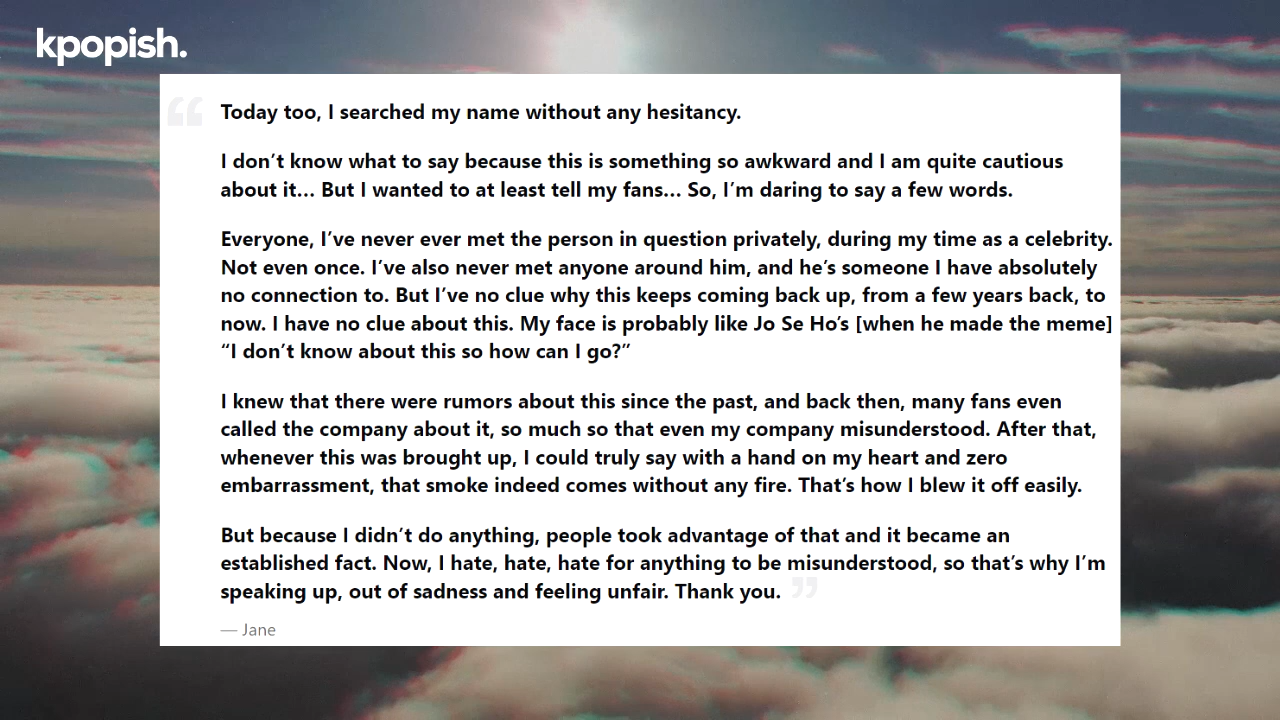 kpopish.
Today too, I searched my name without any hesitancy.
I don’t know what to say because this is something so awkward and I am quite cautious
about it… But I wanted to at least tell my fans… So, I’m daring to say a few words.
Everyone, I’ve never ever met the person in question privately, during my time as a celebrity.
Not even once. I’ve also never met anyone around him, and he’s someone I have absolutely
no connection to. But I’ve no clue why this keeps coming back up, from a few years back, to
now. I have no clue about this. My face is probably like Jo Se Ho’s [when he made the meme]
“I don’t know about this so how can I go?”
I knew that there were rumors about this since the past, and back then, many fans even
called the company about it, so much so that even my company misunderstood. After that,
whenever this was brought up, I could truly say with a hand on my heart and zero
embarrassment, that smoke indeed comes without any fire. That’s how I blew it off easily.
But because I didn’t do anything, people took advantage of that and it became an
established fact. Now, I hate, hate, hate for anything to be misunderstood, so that’s why I’m
speaking up, out of sadness and feeling unfair. Thank you.
— Jane